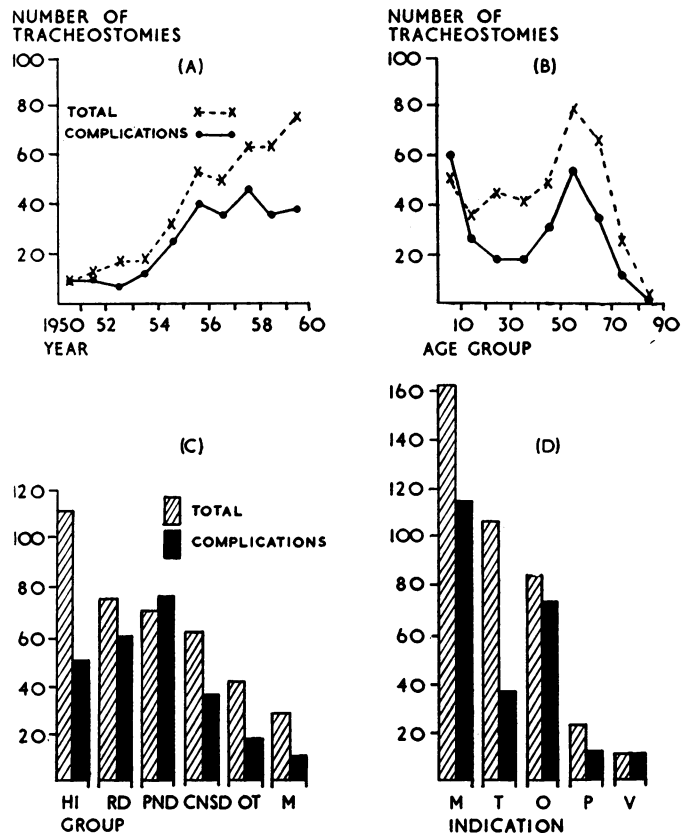 NUMBER OF
TRACHEOSTOMIES
(A)
100
80
60
40
20
TOTAL
COMPLICATIONS
1950 52 54 56 58 60
YEAR
NUMBER OF
TRACHEOSTOMIES
(B)
100
80
60
40
20
10 30 50 70 90
AGE GROUP
(C)
120
100
80
60
40
20
TOTAL
COMPLICATIONS
HI RD PND CNSD OT M
GROUP
(D)
160
140
120
100
80
60
40
20
M T O P V
INDICATION